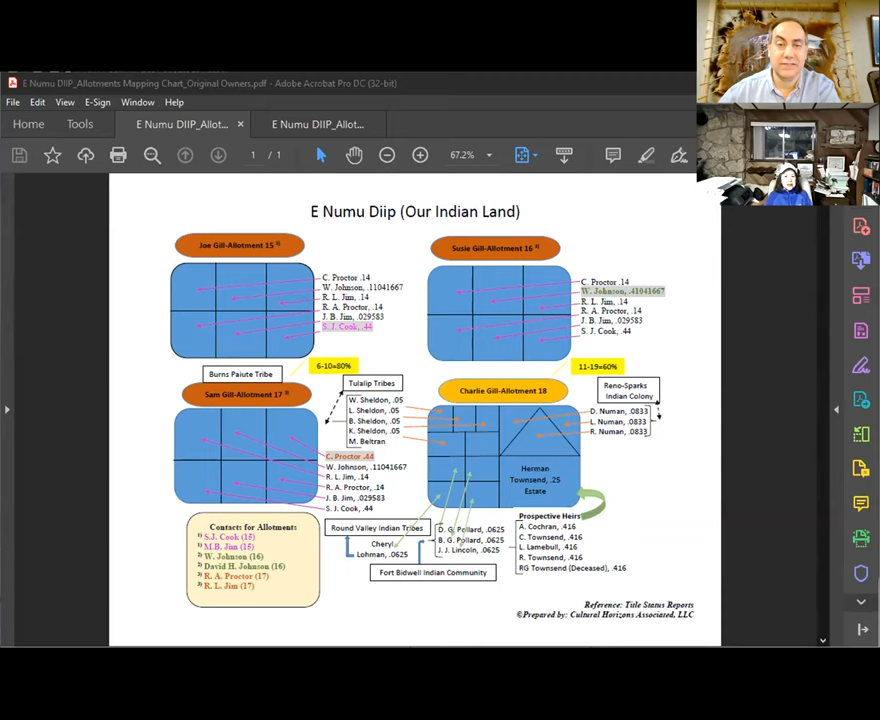 E Numu DIIP_Allotments Mapping Chart_Original Owners.pdf - Adobe Acrobat Pro DC (32-bit)
File Edit View E-Sign Window Help
Home Tools E Numu DIIP_Allot... × E Numu DIIP_Allot...
1 / 1 67.2%
E Numu Diip (Our Indian Land)
Joe Gill-Allotment 15
C. Proctor .14
W. Johnson, .11041667
R. L. Jim, .14
R. A. Proctor, .14
J. B. Jim, .029583
S. J. Cook, .44
Susie Gill-Allotment 16
C. Proctor .14
W. Johnson, .41041667
R. L. Jim, .14
R. A. Proctor, .14
J. B. Jim, .029583
S. J. Cook, .44
Burns Paiute Tribe
6-10=80%
11-19=60%
Sam Gill-Allotment 17
Tulalip Tribes
W. Sheldon, .05
L. Sheldon, .05
B. Sheldon, .05
K. Sheldon, .05
M. Beltran
C. Proctor .44
W. Johnson, .11041667
R. L. Jim, .14
R. A. Proctor, .14
J. B. Jim, .029583
S. J. Cook, .44
Charlie Gill-Allotment 18
Reno-Sparks
Indian Colony
D. Numan, .0833
L. Numan, .0833
R. Numan, .0833
Herman
Townsend, .25
Estate
Contacts for Allotments
S.J. Cook (15)
M.B. Jim (15)
W. Johnson (16)
David H. Johnson (16)
R. A. Proctor (17)
R. L. Jim (17)
Round Valley Indian Tribes
Cheryl
Lohman, .0625
D. G. Pollard, .0625
B. G. Pollard, .0625
J. J. Lincoln, .0625
Fort Bidwell Indian Community
Prospective Heirs
A. Cochran, .416
C. Townsend, .416
L. Lamebull, .416
R. Townsend, .416
RG Townsend (Deceased), .416
Reference: Title Status Reports
©Prepared by: Cultural Horizons Associated, LLC